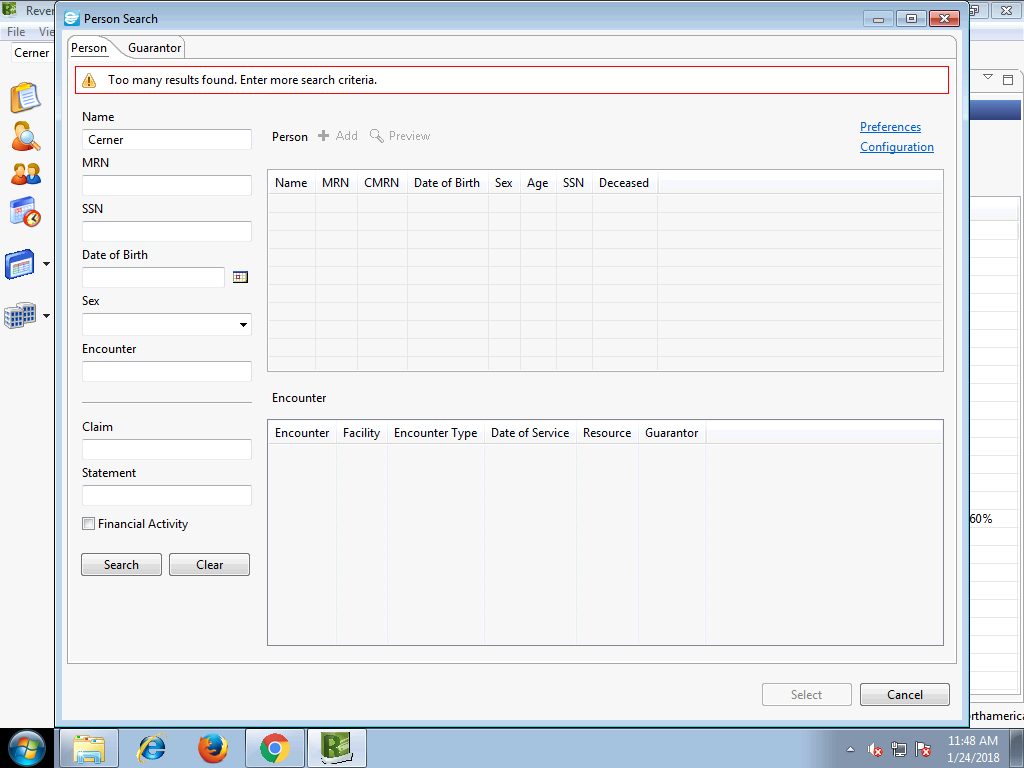 Reven
Person Search
File Vie
Cerner
Person Guarantor
Too many results found. Enter more search criteria.
Name
Cerner
MRN
SSN
Date of Birth
Sex
Encounter
Claim
Statement
Financial Activity
Search Clear
Person Add Preview
Preferences
Configuration
Name MRN CMRN Date of Birth Sex Age SSN Deceased
Encounter
Encounter Facility Encounter Type Date of Service Resource Guarantor
60%
Select Cancel
rthamerica
11:48 AM
1/24/2018